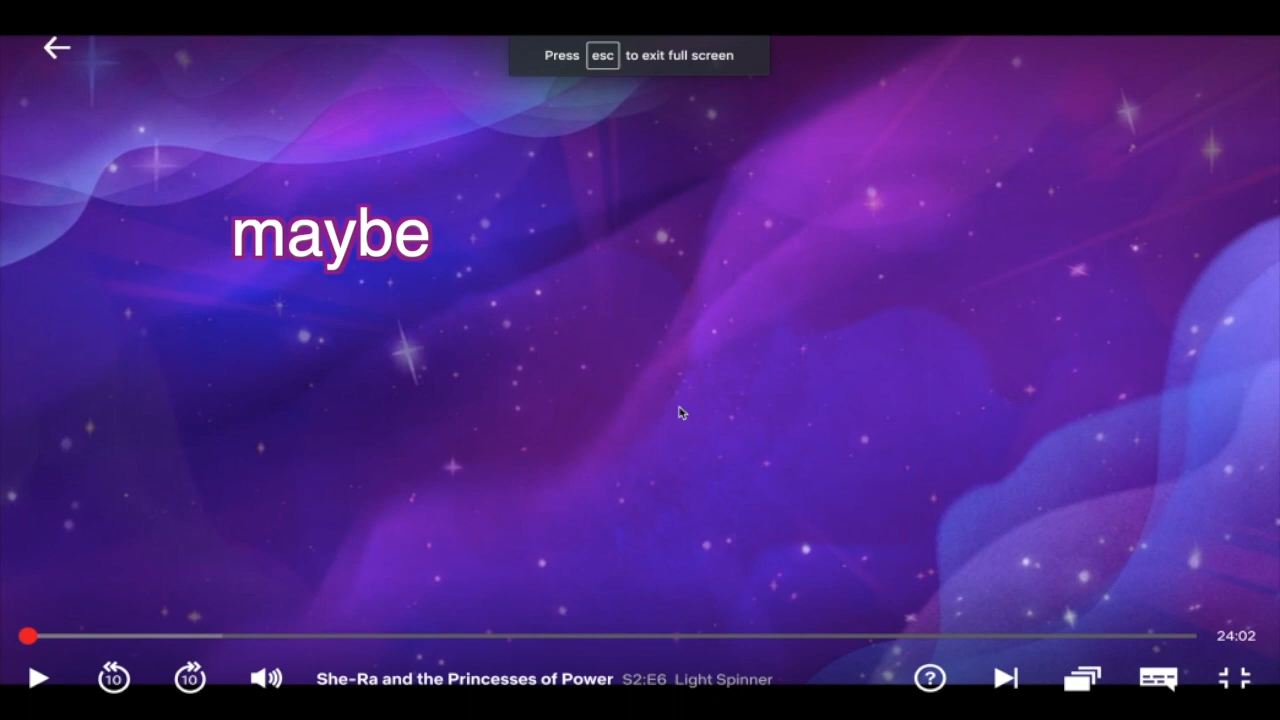 Press esc to exit full screen
maybe
24:02
10 10 She-Ra and the Princesses of Power S2:E6 Light Spinner ?